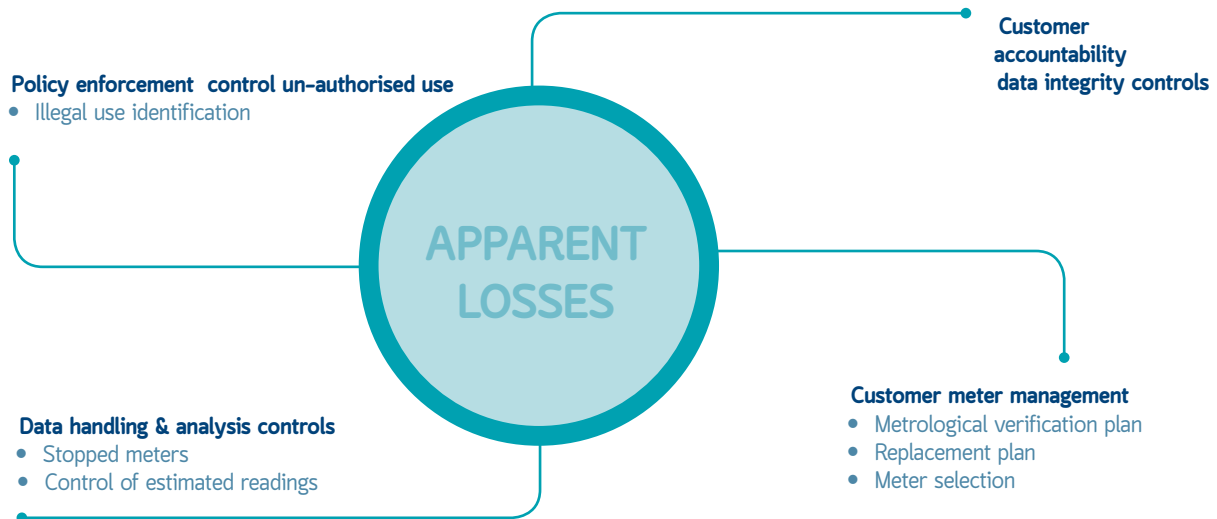 Customer
accountability
data integrity controls
Policy enforcement control un-authorised use
• Illegal use identification
APPARENT
LOSSES
Customer meter management
• Metrological verification plan
• Replacement plan
• Meter selection
Data handling & analysis controls
• Stopped meters
• Control of estimated readings